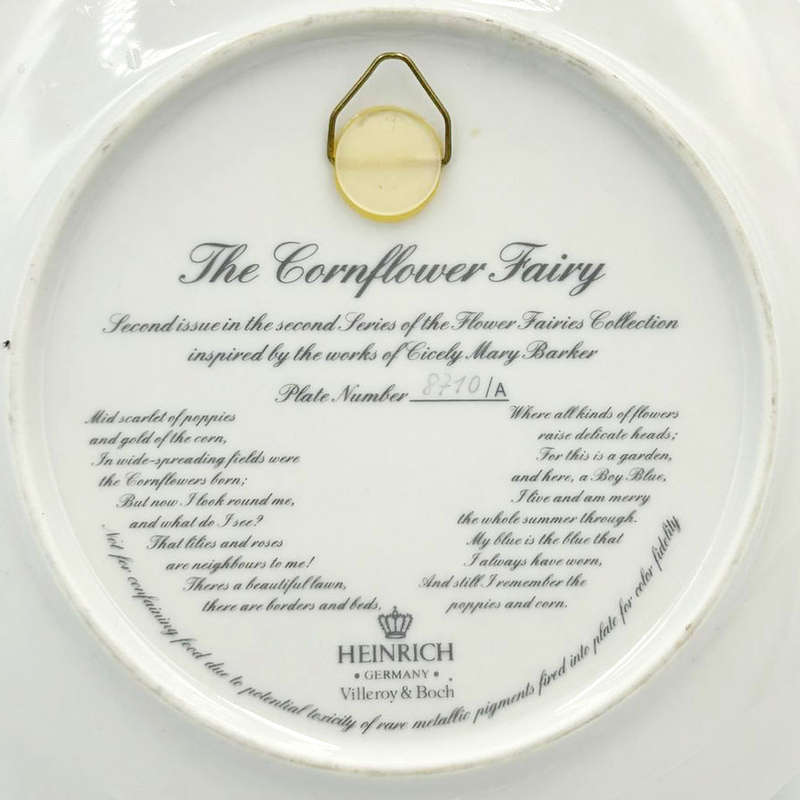 The Cornflower Fairy
Second issue in the second Series of the Flower Fairies Collection
inspired by the works of Cicely Mary Barker
Plate Number 8710/A
Mid scarlet of poppies
and gold of the corn,
In wide-spreading fields were
the Cornflowers born;
But now I look round me,
and what do I see?
That lilies and roses
are neighbours to me!
Theres a beautiful lawn,
there are borders and beds,
Where all kinds of flowers
raise delicate heads;
For this is a garden,
and here, a Boy Blue,
I live and am merry
the whole summer through.
My blue is the blue that
I always have worn,
And still I remember the
poppies and corn.
HEINRICH
• GERMANY •
Villeroy & Boch
Not for containing food due to potential toxicity of rare metallic pigments fired into plate for color fidelity